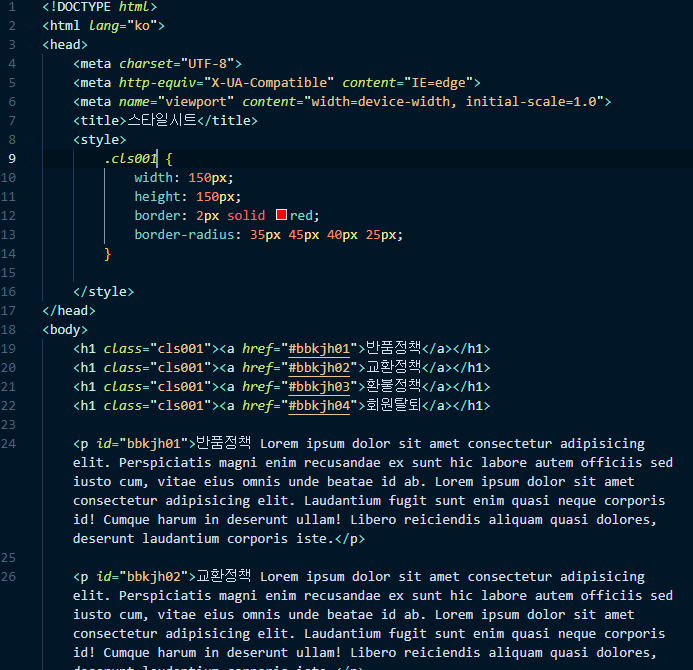 1 <!DOCTYPE html>
2 <html lang="ko">
3 <head>
4 <meta charset="UTF-8">
5 <meta http-equiv="X-UA-Compatible" content="IE=edge">
6 <meta name="viewport" content="width=device-width, initial-scale=1.0">
7 <title>스타일시트</title>
8 <style>
9 .cls001 {
10 width: 150px;
11 height: 150px;
12 border: 2px solid red;
13 border-radius: 35px 45px 40px 25px;
14 }
15
16 </style>
17 </head>
18 <body>
19 <h1 class="cls001"><a href="#bbkjh01">반품정책</a></h1>
20 <h1 class="cls001"><a href="#bbkjh02">교환정책</a></h1>
21 <h1 class="cls001"><a href="#bbkjh03">환불정책</a></h1>
22 <h1 class="cls001"><a href="#bbkjh04">회원탈퇴</a></h1>
23
24 <p id="bbkjh01">반품정책 Lorem ipsum dolor sit amet consectetur adipisicing
elit. Perspiciatis magni enim recusandae ex sunt hic labore autem officiis sed
iusto cum, vitae eius omnis unde beatae id ab. Lorem ipsum dolor sit amet
consectetur adipisicing elit. Laudantium fugit sunt enim quasi neque corporis
id! Cumque harum in deserunt ullam! Libero reiciendis aliquam quasi dolores,
deserunt laudantium corporis iste.</p>
25
26 <p id="bbkjh02">교환정책 Lorem ipsum dolor sit amet consectetur adipisicing
elit. Perspiciatis magni enim recusandae ex sunt hic labore autem officiis sed
iusto cum, vitae eius omnis unde beatae id ab. Lorem ipsum dolor sit amet
consectetur adipisicing elit. Laudantium fugit sunt enim quasi neque corporis
id! Cumque harum in deserunt ullam! Libero reiciendis aliquam quasi dolores,
deserunt laudantium corporis iste.</p>